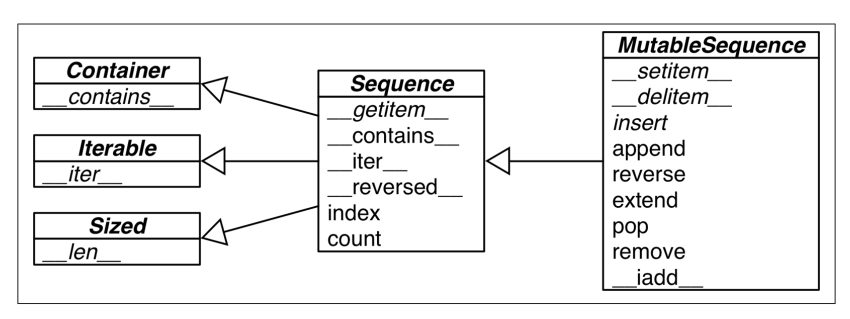 Container
__contains__
Iterable
__iter__
Sized
__len__
Sequence
__getitem__
__contains__
__iter__
__reversed__
index
count
MutableSequence
__setitem__
__delitem__
insert
append
reverse
extend
pop
remove
__iadd__